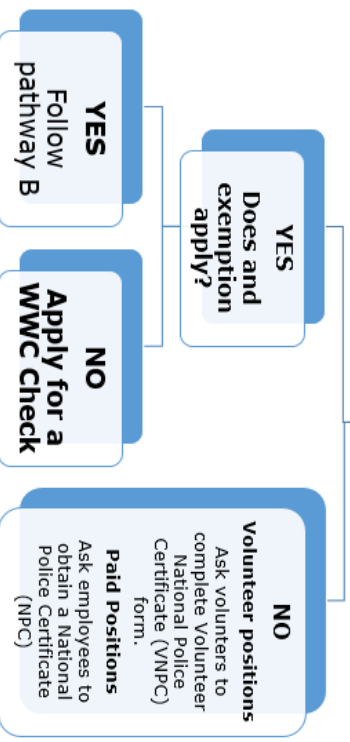 YES
Does and
exemption
apply?
YES
Follow
pathway B
NO
Apply for a
WWC Check
NO
Volunteer positions
Ask volunters to
complete Volunteer
National Police
Certificate (VNPC)
form.
Paid Positions
Ask employees to
obtain a National
Police Certificate
(NPC)